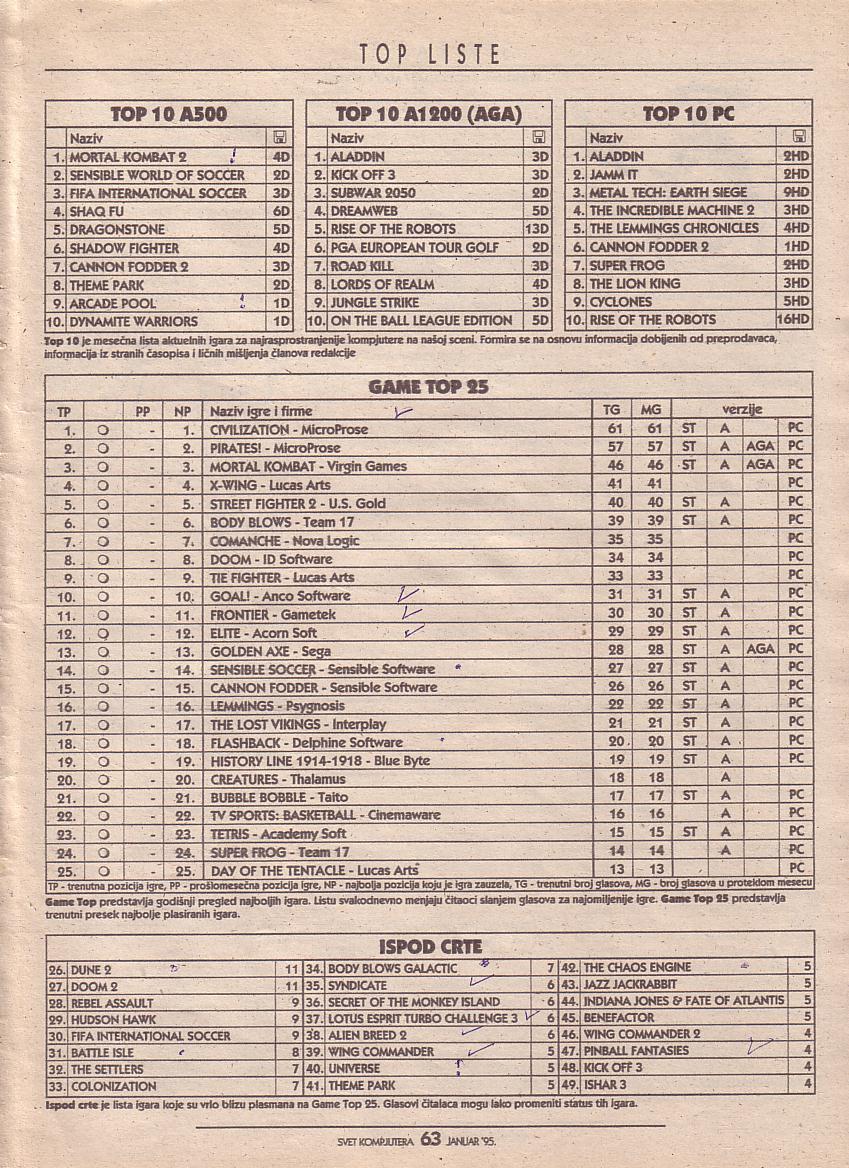 TOP LISTE
TOP 10 A500
Naziv
1. MORTAL KOMBAT 2 4D
2. SENSIBLE WORLD OF SOCCER 2D
3. FIFA INTERNATIONAL SOCCER 3D
4. SHAQ FU 6D
5. DRAGONSTONE 5D
6. SHADOW FIGHTER 4D
7. CANNON FODDER 2 3D
8. THEME PARK 2D
9. ARCADE POOL 1D
10. DYNAMITE WARRIORS 1D
TOP 10 A1200 (AGA)
Naziv
1. ALADDIN 3D
2. KICK OFF 3 3D
3. SUBWAR 2050 2D
4. DREAMWEB 5D
5. RISE OF THE ROBOTS 13D
6. PGA EUROPEAN TOUR GOLF 2D
7. ROAD KILL 3D
8. LORDS OF REALM 4D
9. JUNGLE STRIKE 3D
10. ON THE BALL LEAGUE EDITION 5D
TOP 10 PC
Naziv
1. ALADDIN 2HD
2. JAMM IT 2HD
3. METAL TECH: EARTH SIEGE 9HD
4. THE INCREDIBLE MACHINE 2 3HD
5. THE LEMMINGS CHRONICLES 4HD
6. CANNON FODDER 2 1HD
7. SUPER FROG 2HD
8. THE LION KING 3HD
9. CYCLONES 5HD
10. RISE OF THE ROBOTS 16HD
Top 10 je mesečna lista aktuelnih igara za najrasprostranjenije kompjutere na našoj sceni. Formira se na osnovu informacija dobijenih od preprodavaca,
informacija iz stranih časopisa i ličnih mišljenja članova redakcije
GAME TOP 25
TP PP NP Naziv igre i firme TG MG verzije
1. O - 1. CIVILIZATION - MicroProse 61 61 ST A PC
2. O - 2. PIRATES! - MicroProse 57 57 ST A AGA PC
3. O - 3. MORTAL KOMBAT - Virgin Games 46 46 ST A AGA PC
4. O - 4. X-WING - Lucas Arts 41 41 PC
5. O - 5. STREET FIGHTER 2 - U.S. Gold 40 40 ST A PC
6. O - 6. BODY BLOWS - Team 17 39 39 ST A PC
7. O - 7. COMANCHE - Nova Logic 35 35 PC
8. O - 8. DOOM - ID Software 34 34 PC
9. O - 9. TIE FIGHTER - Lucas Arts 33 33 PC
10. O - 10. GOAL! - Anco Software 31 31 ST A PC
11. O - 11. FRONTIER - Gametek 30 30 ST A PC
12. O - 12. ELITE - Acorn Soft 29 29 ST A PC
13. O - 13. GOLDEN AXE - Sega 28 28 ST A AGA PC
14. O - 14. SENSIBLE SOCCER - Sensible Software 27 27 ST A PC
15. O - 15. CANNON FODDER - Sensible Software 26 26 ST A PC
16. O - 16. LEMMINGS - Psygnosis 22 22 ST A PC
17. O - 17. THE LOST VIKINGS - Interplay 21 21 ST A PC
18. O - 18. FLASHBACK - Delphine Software 20 20 ST A PC
19. O - 19. HISTORY LINE 1914-1918 - Blue Byte 19 19 ST A PC
20. O - 20. CREATURES - Thalamus 18 18 A
21. O - 21. BUBBLE BOBBLE - Taito 17 17 ST A PC
22. O - 22. TV SPORTS: BASKETBALL - Cinemaware 16 16 A PC
23. O - 23. TETRIS - Academy Soft 15 15 ST A PC
24. O - 24. SUPER FROG - Team 17 14 14 A PC
25. O - 25. DAY OF THE TENTACLE - Lucas Arts 13 13 PC
TP - trenutna pozicija igre, PP - prošlomesečna pozicija igre, NP - najbolja pozicija koju je igra zauzela, TG - trenutni broj glasova, MG - broj glasova u proteklom mesecu
Game Top predstavlja godišnji pregled najboljih igara. Listu svakodnevno menjaju čitaoci slanjem glasova za najomiljenije igre. Game Top 25 predstavlja
trenutni presek najbolje plasiranih igara.
ISPOD CRTE
26. DUNE 2 11
27. DOOM 2 11
28. REBEL ASSAULT 9
29. HUDSON HAWK 9
30. FIFA INTERNATIONAL SOCCER 9
31. BATTLE ISLE 8
32. THE SETTLERS 7
33. COLONIZATION 7
34. BODY BLOWS GALACTIC 7
35. SYNDICATE 6
36. SECRET OF THE MONKEY ISLAND 6
37. LOTUS ESPRIT TURBO CHALLENGE 3 6
38. ALIEN BREED 2 6
39. WING COMMANDER 5
40. UNIVERSE 5
41. THEME PARK 5
42. THE CHAOS ENGINE 5
43. JAZZ JACKRABBIT 5
44. INDIANA JONES & FATE OF ATLANTIS 5
45. BENEFACTOR 5
46. WING COMMANDER 2 4
47. PINBALL FANTASIES 4
48. KICK OFF 3 4
49. ISHAR 3 4
Ispod crte je lista igara koje su vrlo blizu plasmana na Game Top 25. Glasovi čitalaca mogu lako promeniti status tih igara.
SVET KOMPJUTERA 63 JANUAR '95.